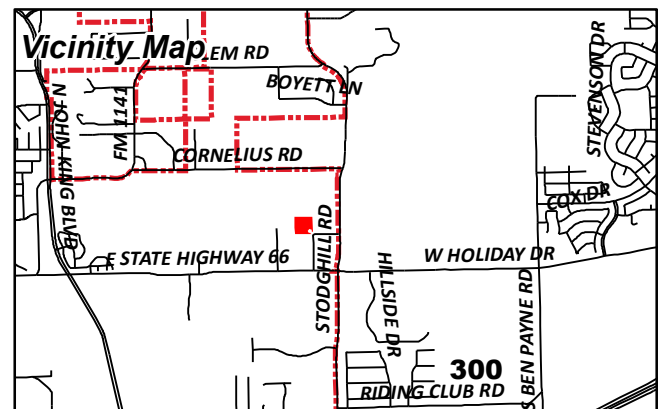 Vicinity Map
EM RD
BOYETT LN
STEVENSON DR
N JOHN KING BLVD
FM 1141
CORNELIUS RD
COX DR
STODGHILL RD
E STATE HIGHWAY 66
W HOLIDAY DR
HILLSIDE DR
S BEN PAYNE RD
300
RIDING CLUB RD